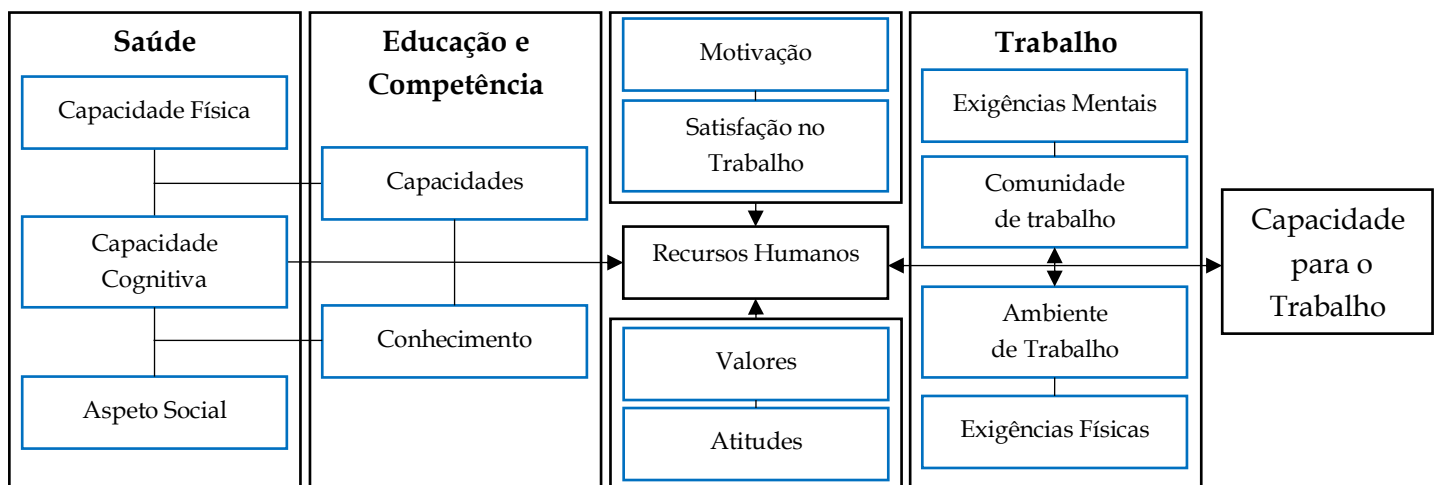 Saúde
Capacidade Física
Capacidade
Cognitiva
Aspeto Social
Educação e
Competência
Capacidades
Conhecimento
Motivação
Satisfação no
Trabalho
Recursos Humanos
Valores
Atitudes
Trabalho
Exigências Mentais
Comunidade
de trabalho
Ambiente
de Trabalho
Exigências Físicas
Capacidade
para o
Trabalho